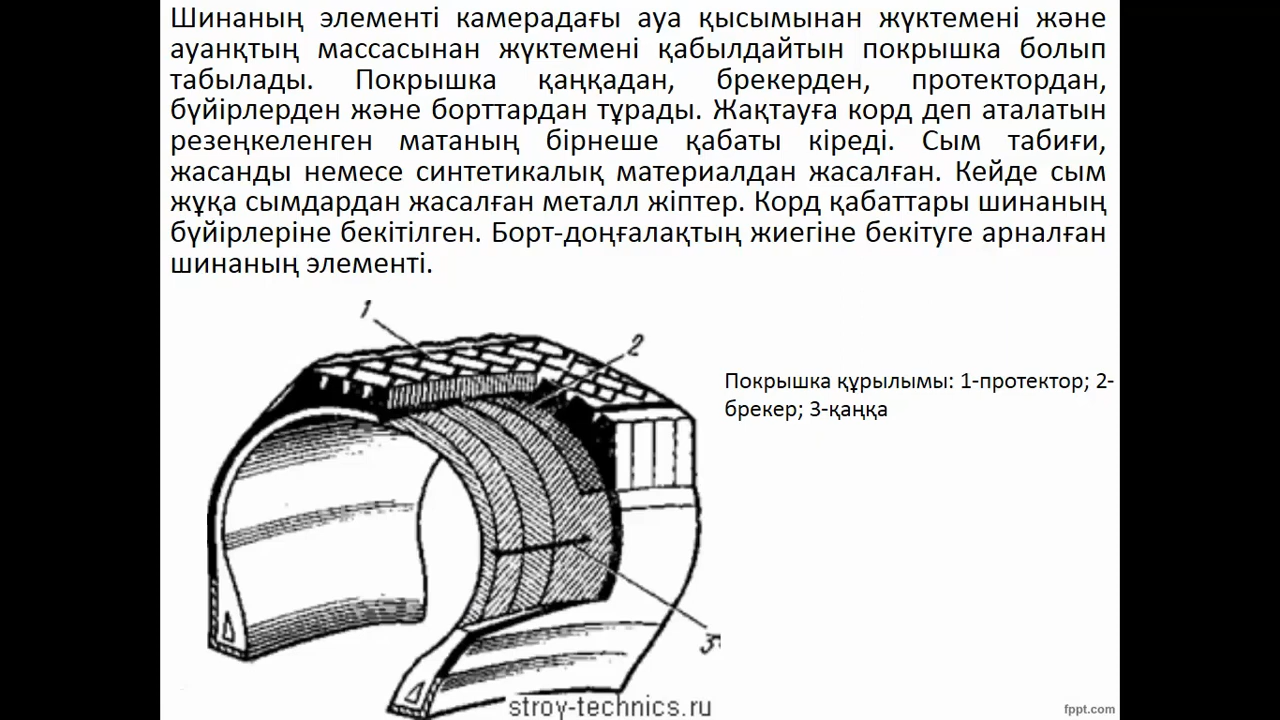 Шинаның элементі камерадағы ауа қысымынан жүктемені және
ауанқтың массасынан жүктемені қабылдайтын покрышка болып
табылады. Покрышка қаңқадан, брекерден, протектордан,
бүйірлерден және борттардан тұрады. Жақтауға корд деп аталатын
резеңкеленген матаның бірнеше қабаты кіреді. Сым табиғи,
жасанды немесе синтетикалық материалдан жасалған. Кейде сым
жұқа сымдардан жасалған металл жіптер. Корд қабаттары шинаның
бүйірлеріне бекітілген. Борт-доңғалақтың жиегіне бекітуге арналған
шинаның элементі.
1
2
Покрышка құрылымы: 1-протектор; 2-
брекер; 3-қаңқа
3
stroy-technics.ru
fppt.com